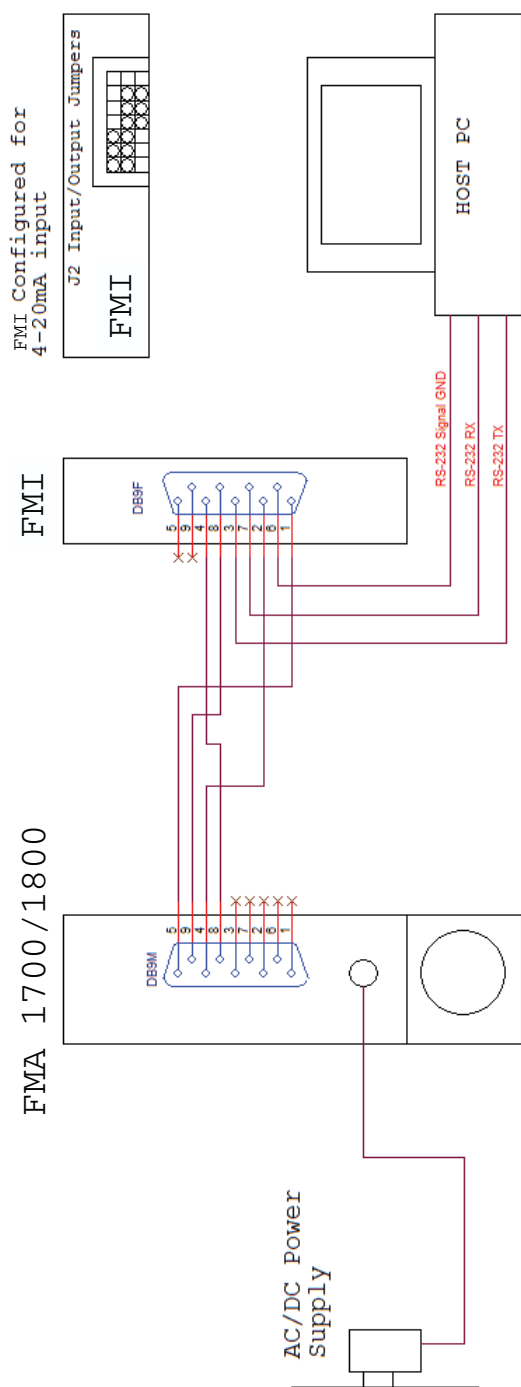 FMI Configured for
4-20mA input
J2 Input/Output Jumpers
FMI
HOST PC
FMI
DB9F
5
9
4
8
3
7
2
6
1
RS-232 Signal GND
RS-232 RX
RS-232 TX
FMA 1700/1800
DB9M
5
9
4
8
3
7
2
6
1
AC/DC Power
Supply